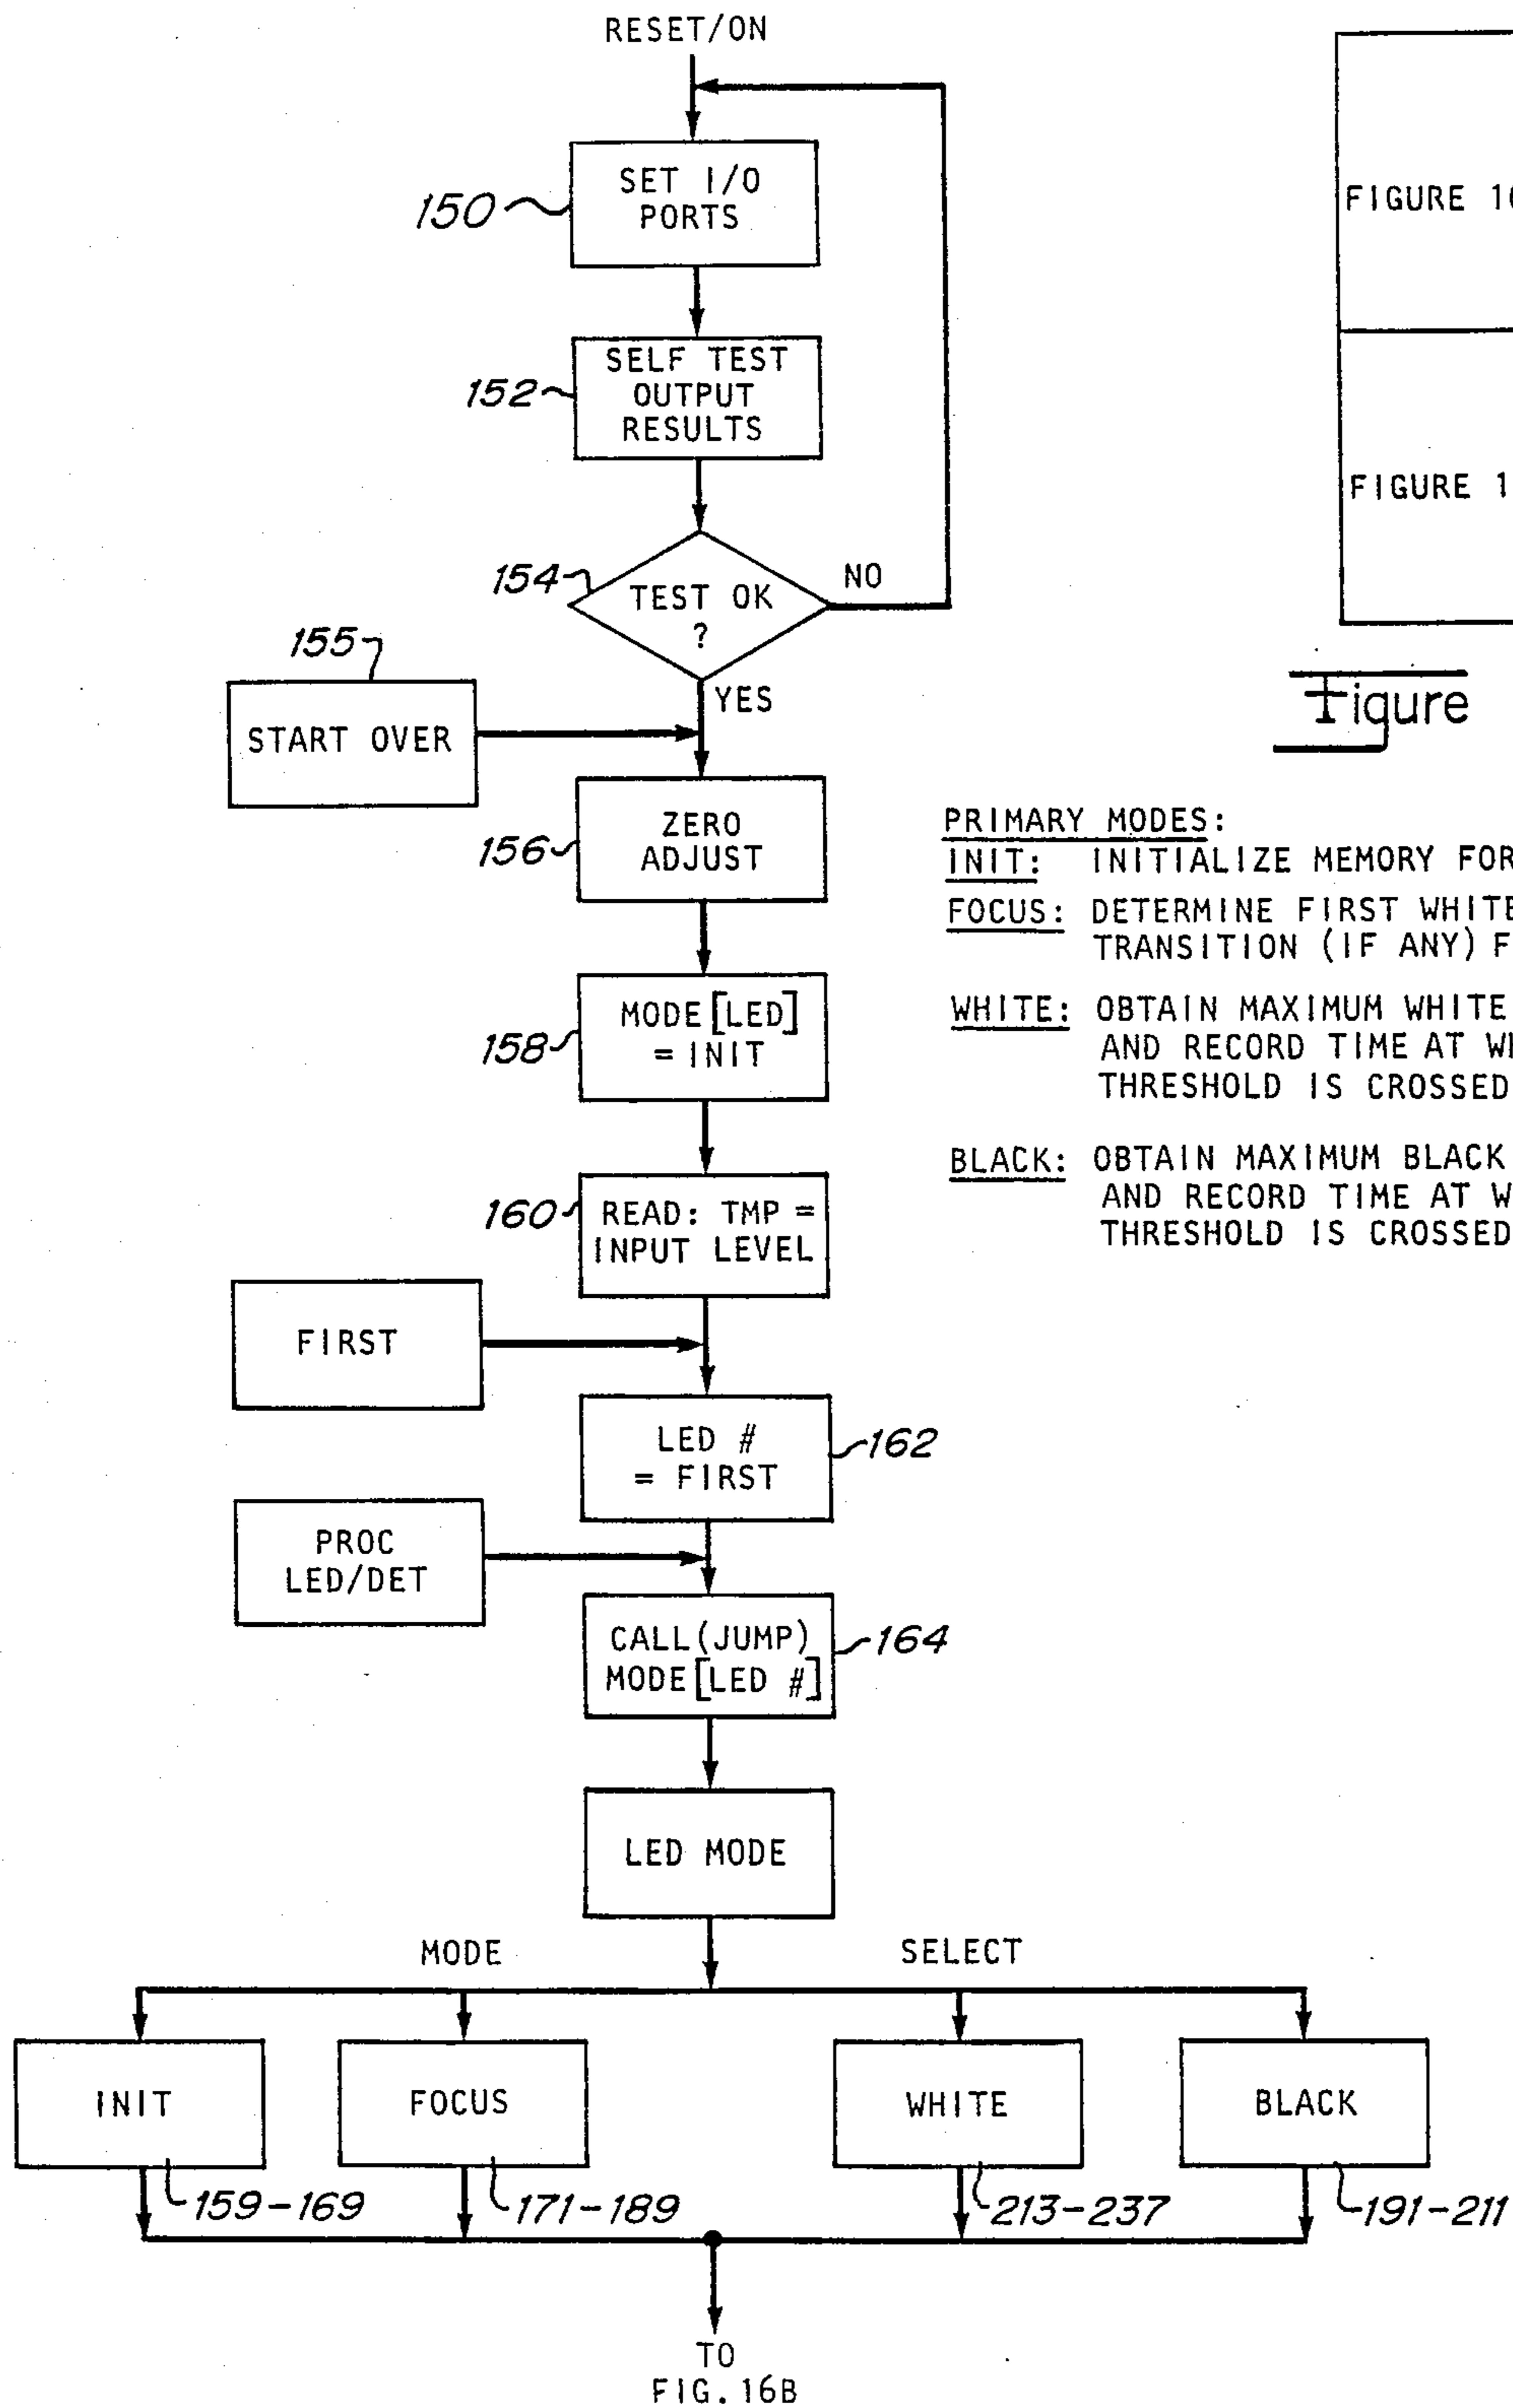 RESET/ON
SET I/O
PORTS
150
SELF TEST
OUTPUT
RESULTS
152
154
TEST OK
?
NO
YES
155
START OVER
156
ZERO
ADJUST
158
MODE[LED]
= INIT
160
READ: TMP =
INPUT LEVEL
FIRST
LED #
= FIRST
162
PROC
LED/DET
CALL(JUMP)
MODE[LED #]
164
LED MODE
MODE SELECT
INIT
FOCUS
WHITE
BLACK
159-169
171-189
213-237
191-211
TO
FIG. 16B
FIGURE
FIGURE 1
Figure
PRIMARY MODES:
INIT: INITIALIZE MEMORY FOR
FOCUS: DETERMINE FIRST WHITE
TRANSITION (IF ANY)
WHITE: OBTAIN MAXIMUM WHITE
AND RECORD TIME AT
THRESHOLD IS CROSSED
BLACK: OBTAIN MAXIMUM BLACK
AND RECORD TIME AT
THRESHOLD IS CROSSED